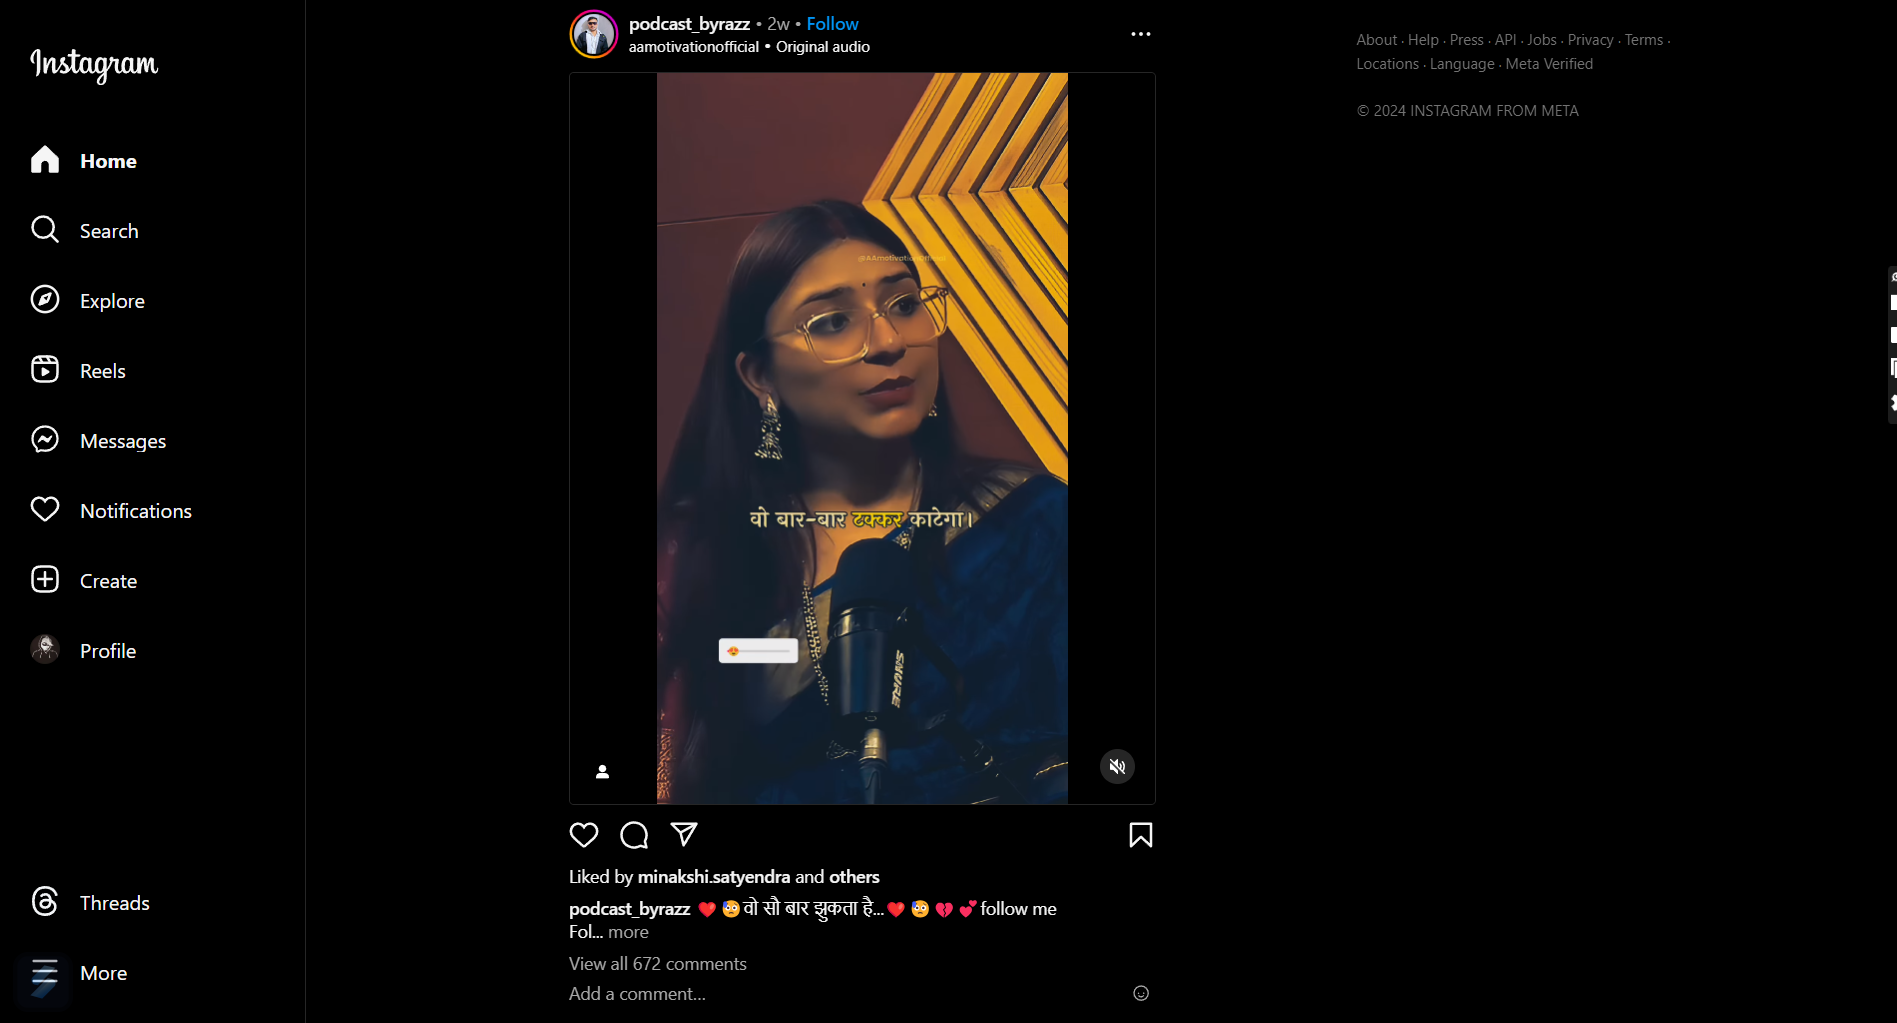 Instagram
Home
Search
Explore
Reels
Messages
Notifications
Create
Profile
Threads
More
podcast_byrazz • 2w • Follow
aamotivationofficial • Original audio
@AAmotivationOfficial
वो बार-बार टक्कर काटेगा।
SHURE
Liked by minakshi.satyendra and others
podcast_byrazz ❤️😨वो सौ बार झुकता है...❤️😨💔💕follow me
Fol... more
View all 672 comments
Add a comment...
About · Help · Press · API · Jobs · Privacy · Terms ·
Locations · Language · Meta Verified
© 2024 INSTAGRAM FROM META